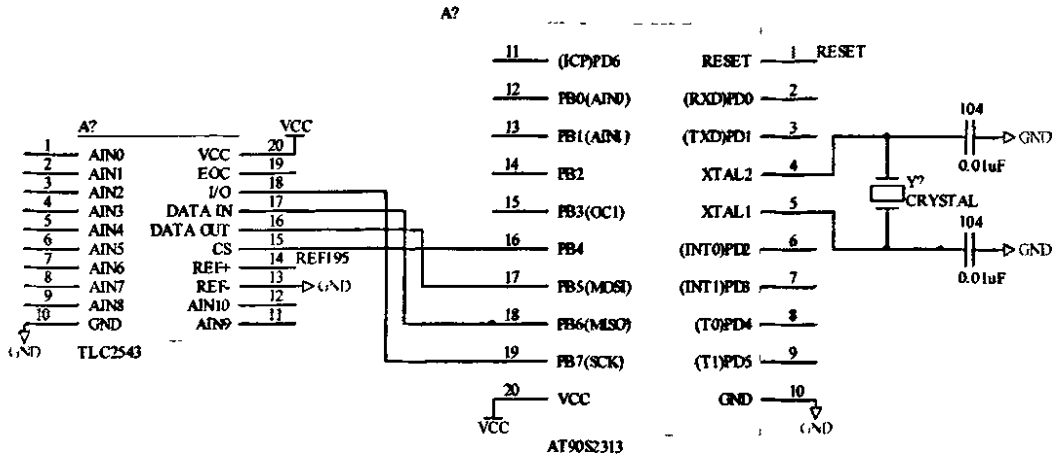 A?
11 (ICP)PD6 RESET 1 RESET
12 PB0(AIN0) (RXD)PD0 2
13 PB1(AIN1) (TXD)PD1 3
14 PB2 XTAL2 4
15 PB3(OC1) XTAL1 5
16 PB4 (INT0)PD2 6
17 PB5(MOSI) (INT1)PD3 7
18 PB6(MISO) (T0)PD4 8
19 PB7(SCK) (T1)PD5 9
20 VCC GND 10
VCC
GND
AT90S2313
104
GND
0.01uF
Y?
CRYSTAL
104
GND
0.01uF
A?
VCC
1 AIN0 VCC 20
2 AIN1 EOC 19
3 AIN2 I/O 18
4 AIN3 DATA IN 17
5 AIN4 DATA OUT 16
6 AIN5 CS 15
7 AIN6 REF+ 14 REF195
8 AIN7 REF- 13 GND
9 AIN8 AIN10 12
10 GND AIN9 11
GND
TLC2543